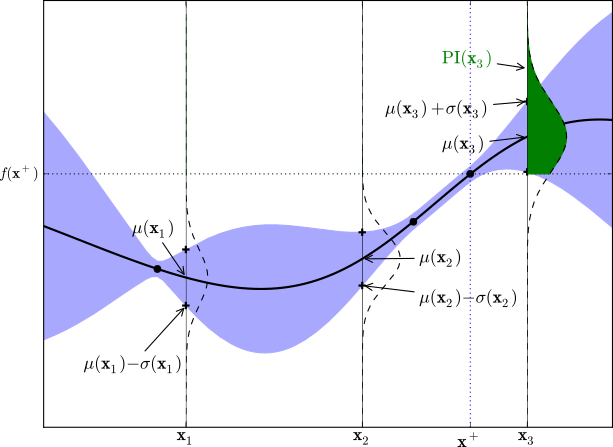 PI(x₃)
μ(x₃)+σ(x₃)
μ(x₃)
f(x⁺)
μ(x₁)
μ(x₂)
μ(x₂)−σ(x₂)
μ(x₁)−σ(x₁)
x₁ x₂ x⁺ x₃